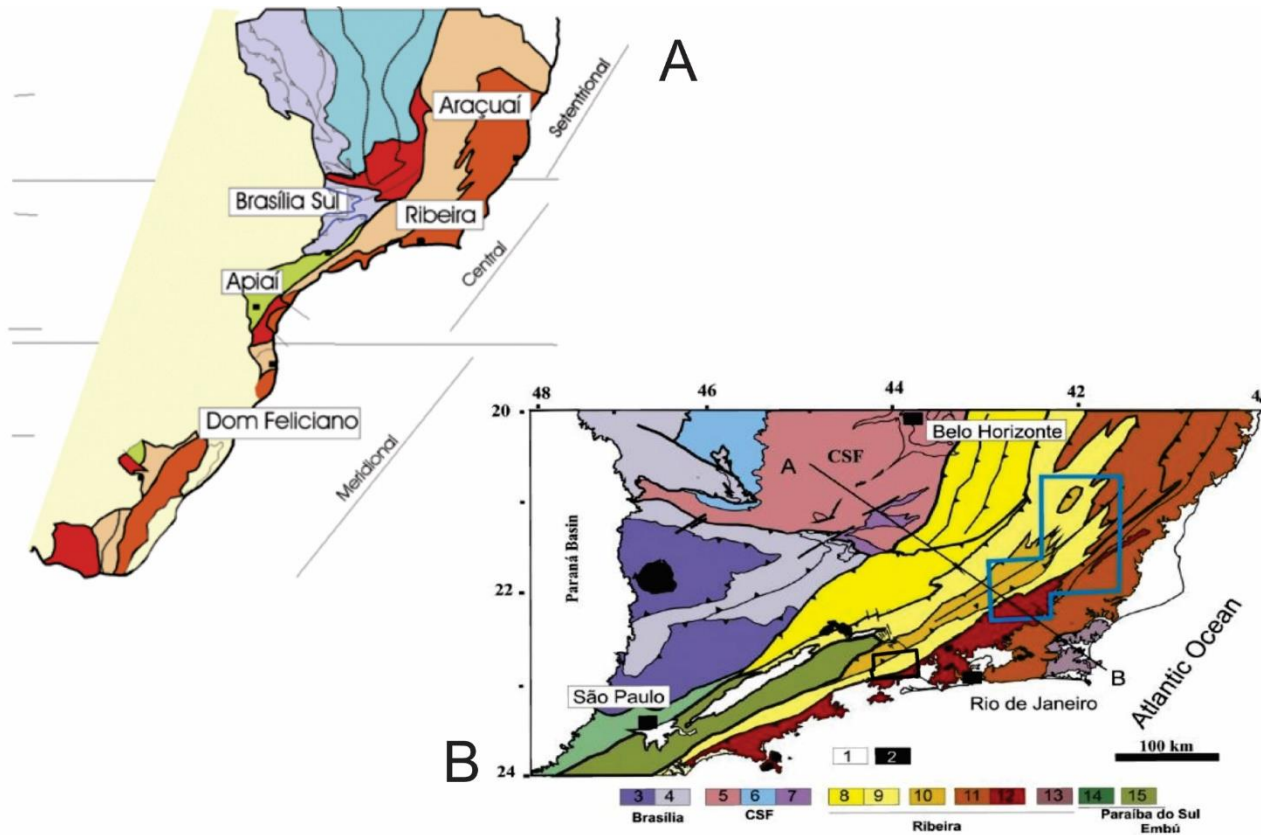 A
Araçuaí
Setentrional
Brasília Sul
Ribeira
Central
Apiaí
Dom Feliciano
Meridional
48
46
44
42
20
Belo Horizonte
A
CSF
Paraná Basin
22
B
São Paulo
Rio de Janeiro
Atlantic Ocean
B
24
1
2
100 km
3
4
5
6
7
8
9
10
11
12
13
14
15
Brasília
CSF
Ribeira
Paraíba do Sul
Embú